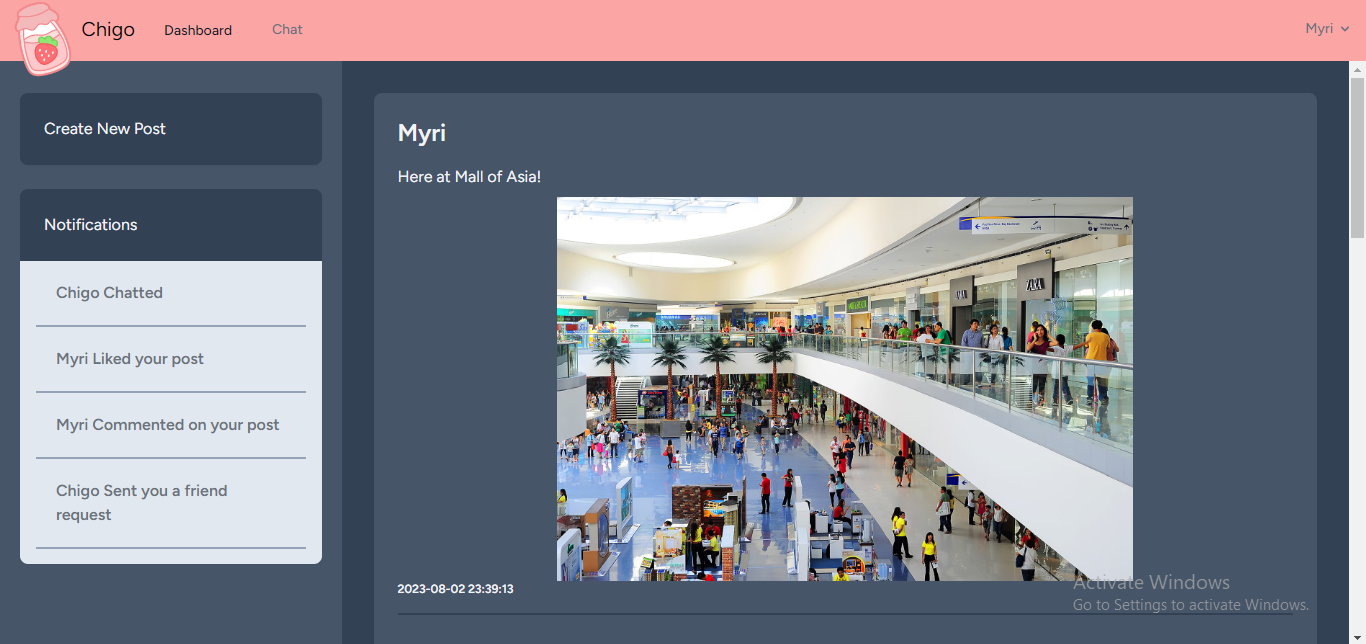 Chigo
Dashboard
Chat
Myri
Create New Post
Notifications
Chigo Chatted
Myri Liked your post
Myri Commented on your post
Chigo Sent you a friend
request
Myri
Here at Mall of Asia!
ZARA
2023-08-02 23:39:13
Activate Windows
Go to Settings to activate Windows.